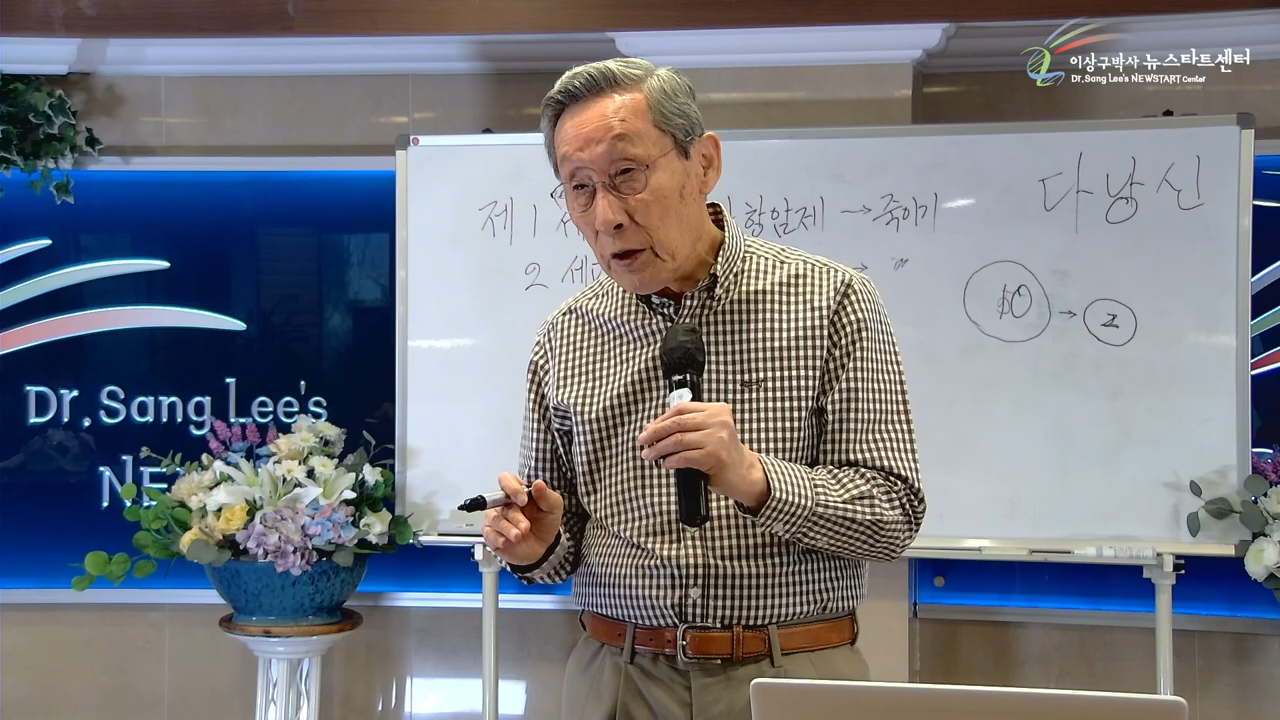 이상구박사 뉴스타트센터
Dr. Sang Lee's NEWSTART Center
제 1 항암제 → 죽이기
다낭신
2 세 → "
10 → 2
Dr. Sang Lee's